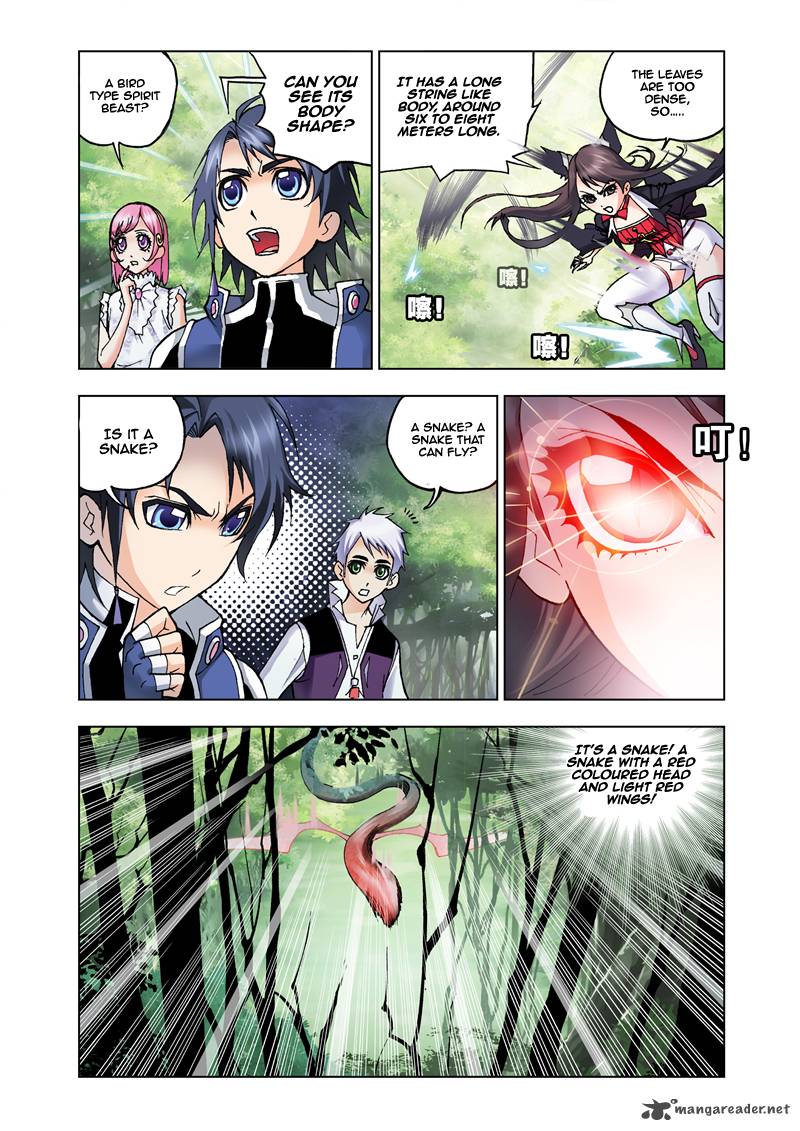 A BIRD
TYPE SPIRIT
BEAST?
CAN YOU
SEE ITS
BODY
SHAPE?
IT HAS A LONG
STRING LIKE
BODY, AROUND
SIX TO EIGHT
METERS LONG.
THE LEAVES
ARE TOO
DENSE,
SO.....
嚓!
嚓!
嚓!
IS IT A
SNAKE?
A SNAKE? A
SNAKE THAT
CAN FLY?
叮!
IT'S A SNAKE! A
SNAKE WITH A RED
COLOURED HEAD
AND LIGHT RED
WINGS!
mangareader.net